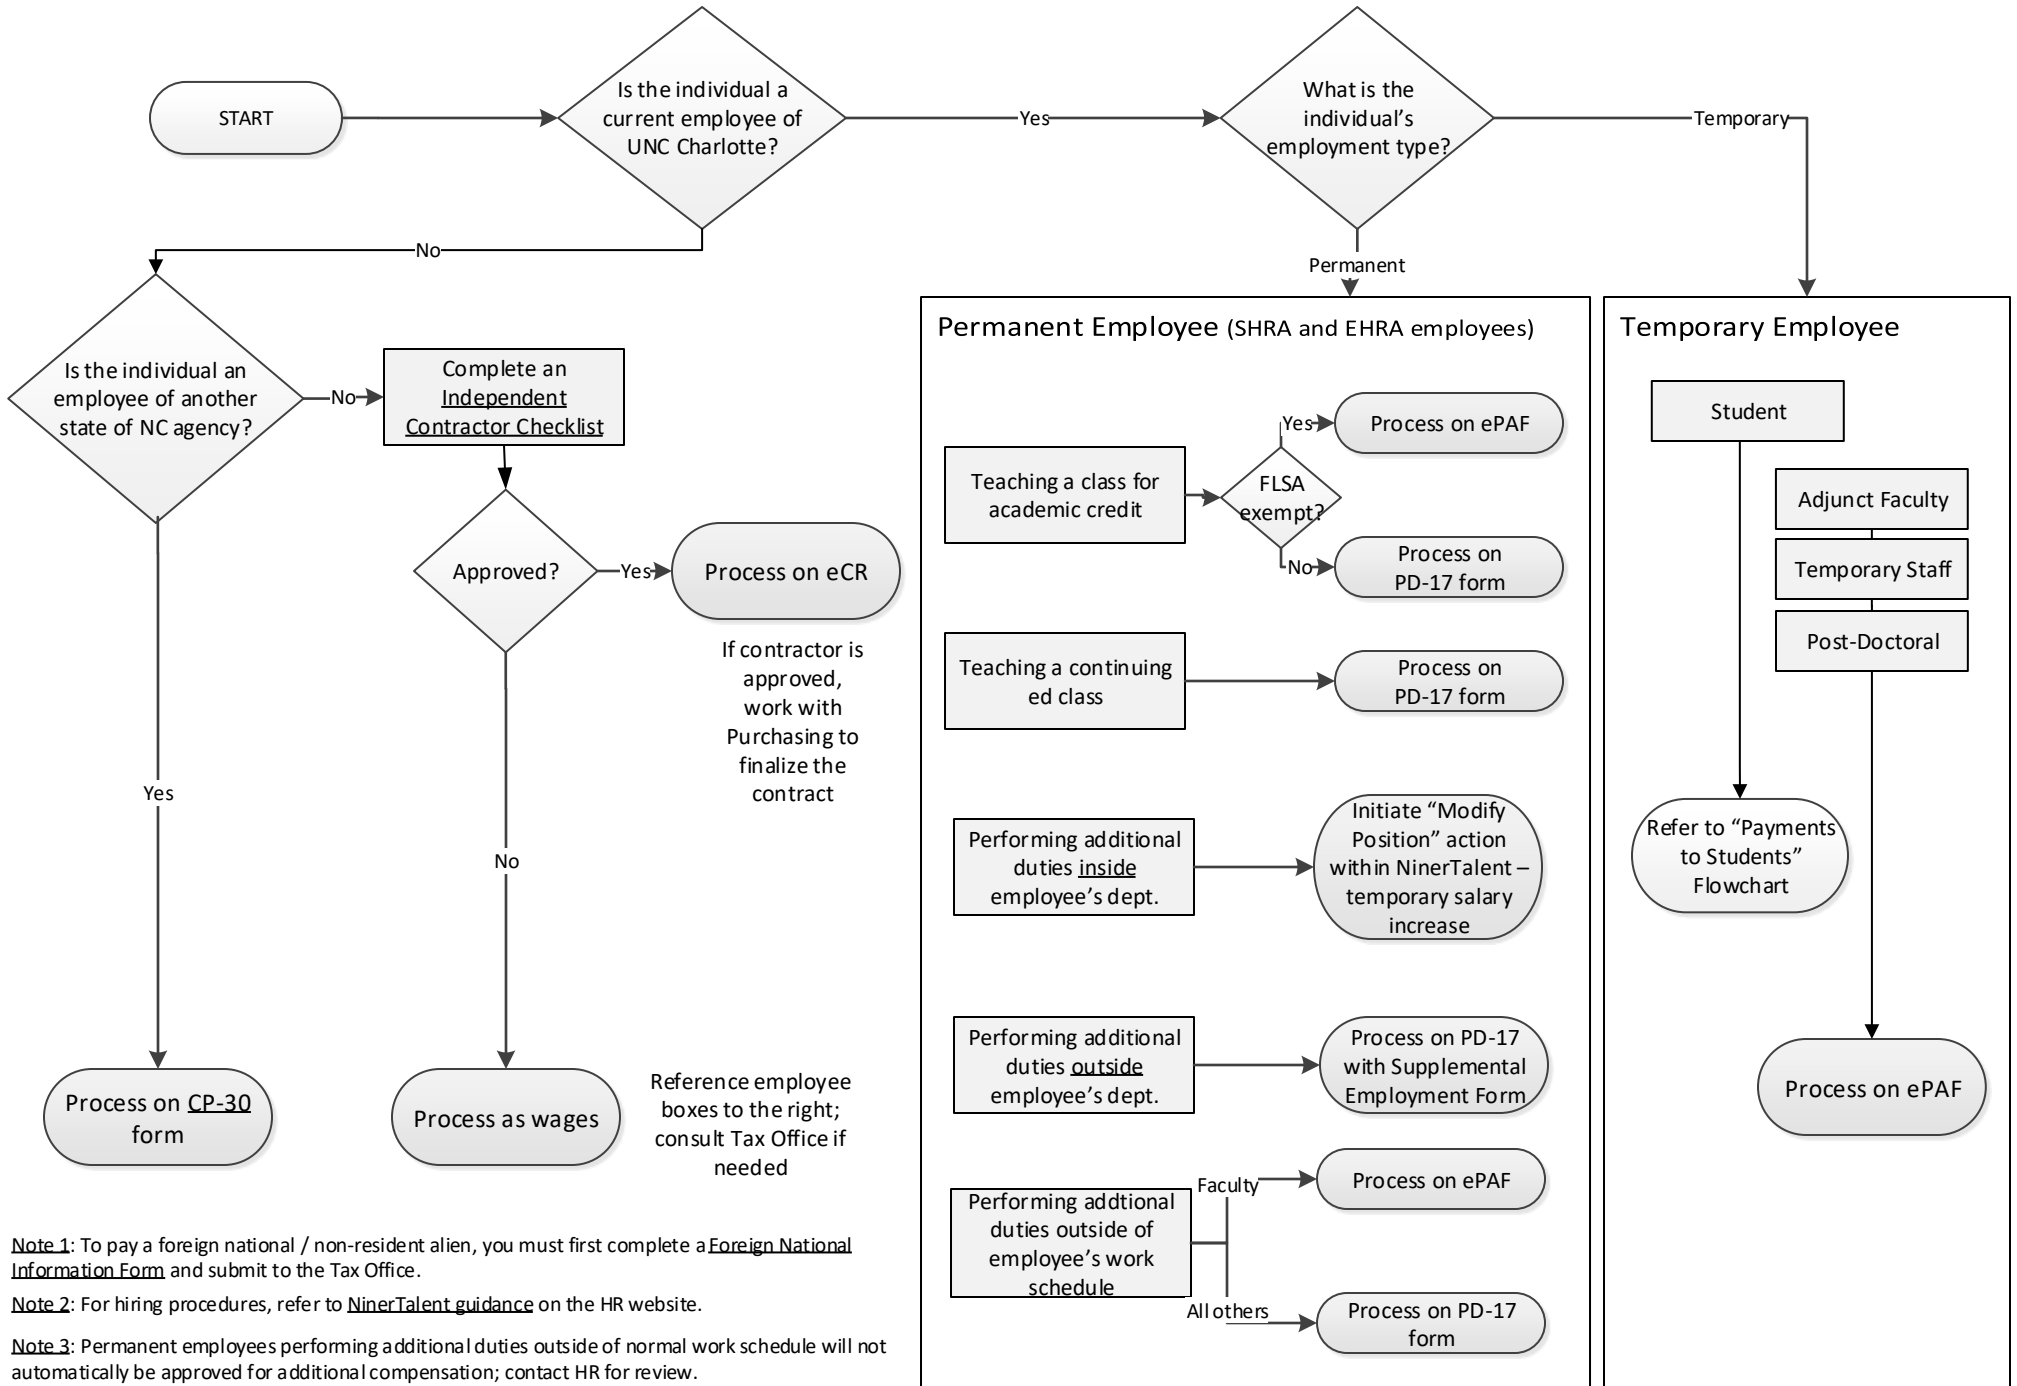 START
Is the individual a
current employee of
UNC Charlotte?
Yes
What is the
individual's
employment type?
Temporary
No
Permanent
Is the individual an
employee of another
state of NC agency?
No
Complete an
Independent
Contractor Checklist
Approved?
Yes
Process on eCR
If contractor is
approved,
work with
Purchasing to
finalize the
contract
Yes
No
Process on CP-30
form
Process as wages
Reference employee
boxes to the right;
consult Tax Office if
needed
Permanent Employee (SHRA and EHRA employees)
Teaching a class for
academic credit
FLSA
exempt?
Yes
Process on ePAF
No
Process on
PD-17 form
Teaching a continuing
ed class
Process on
PD-17 form
Performing additional
duties inside
employee's dept.
Initiate “Modify
Position” action
within NinerTalent –
temporary salary
increase
Performing additional
duties outside
employee's dept.
Process on PD-17
with Supplemental
Employment Form
Performing addtional
duties outside of
employee's work
schedule
Faculty
Process on ePAF
All others
Process on PD-17
form
Temporary Employee
Student
Adjunct Faculty
Temporary Staff
Post-Doctoral
Refer to “Payments
to Students”
Flowchart
Process on ePAF
Note 1: To pay a foreign national / non-resident alien, you must first complete a Foreign National
Information Form and submit to the Tax Office.
Note 2: For hiring procedures, refer to NinerTalent guidance on the HR website.
Note 3: Permanent employees performing additional duties outside of normal work schedule will not
automatically be approved for additional compensation; contact HR for review.